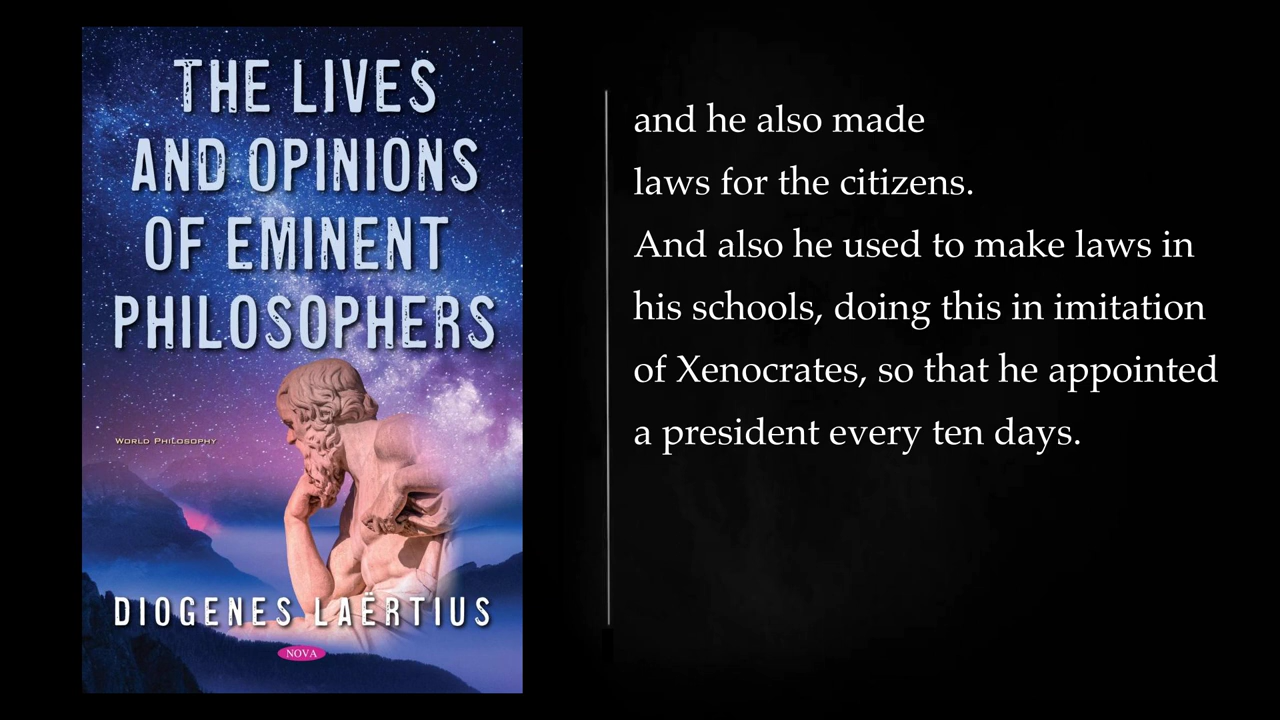 THE LIVES
AND OPINIONS
OF EMINENT
PHILOSOPHERS
WORLD PHILOSOPHY
DIOGENES LAËRTIUS
NOVA
and he also made
laws for the citizens.
And also he used to make laws in
his schools, doing this in imitation
of Xenocrates, so that he appointed
a president every ten days.